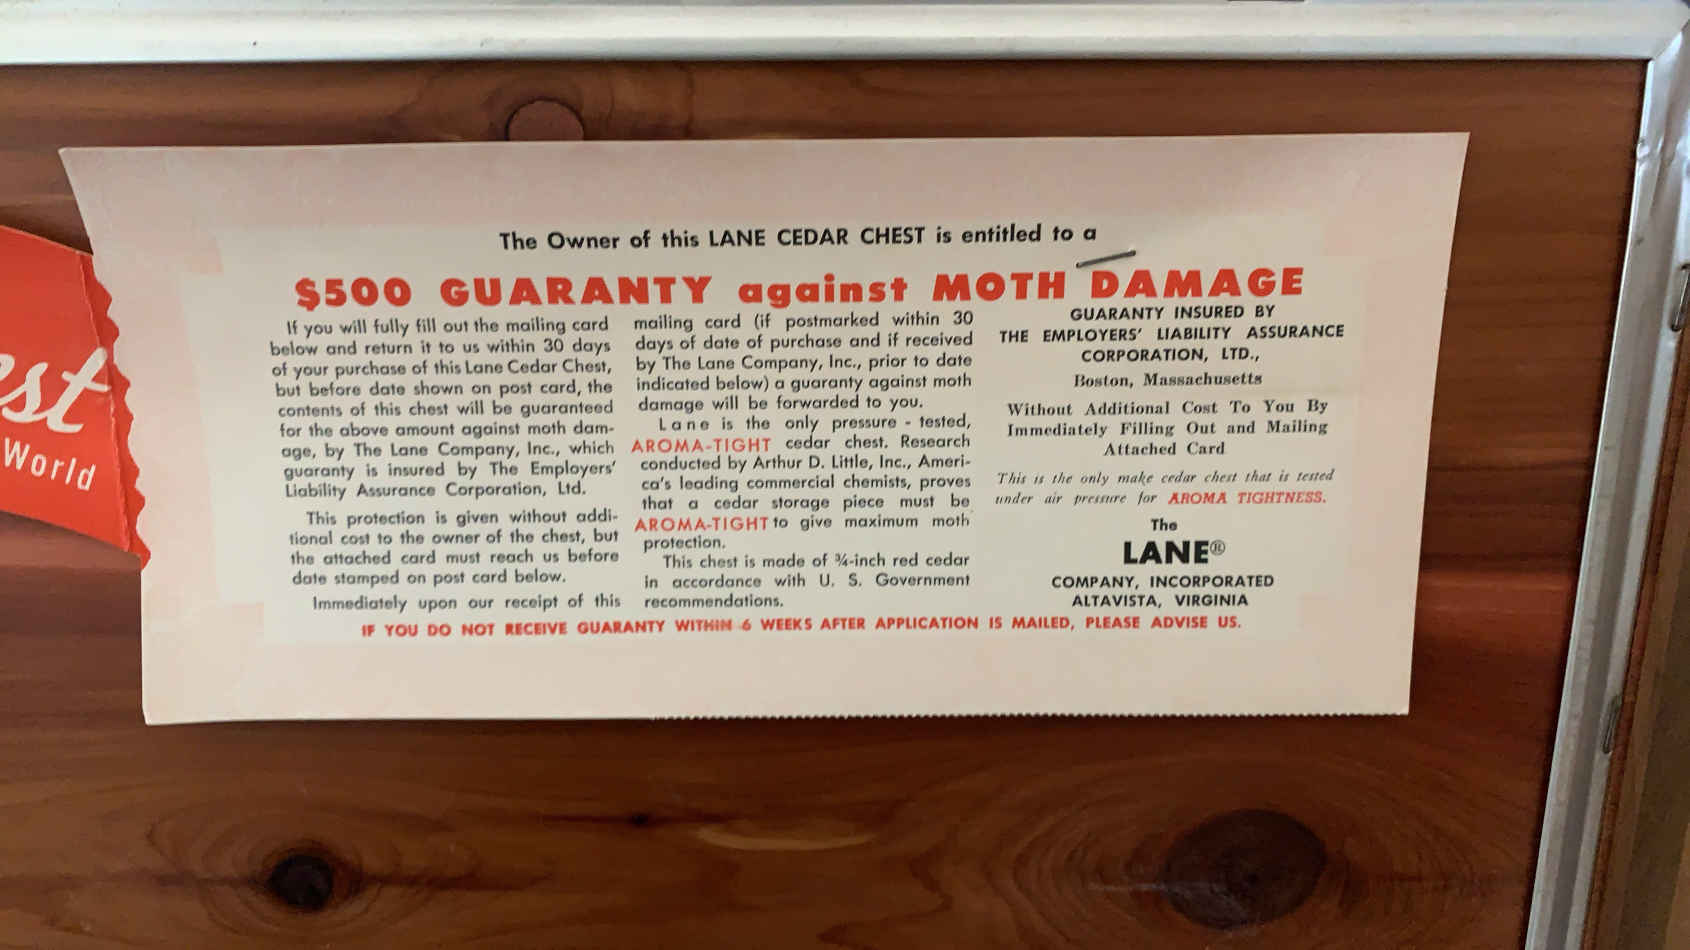 est
World
The Owner of this LANE CEDAR CHEST is entitled to a
$500 GUARANTY against MOTH DAMAGE
If you will fully fill out the mailing card
below and return it to us within 30 days
of your purchase of this Lane Cedar Chest,
but before date shown on post card, the
contents of this chest will be guaranteed
for the above amount against moth dam-
age, by The Lane Company, Inc., which
guaranty is insured by The Employers'
Liability Assurance Corporation, Ltd.
This protection is given without addi-
tional cost to the owner of the chest, but
the attached card must reach us before
date stamped on post card below.
Immediately upon our receipt of this
mailing card (if postmarked within 30
days of date of purchase and if received
by The Lane Company, Inc., prior to date
indicated below) a guaranty against moth
damage will be forwarded to you.
Lane is the only pressure - tested,
AROMA-TIGHT cedar chest. Research
conducted by Arthur D. Little, Inc., Ameri-
ca's leading commercial chemists, proves
that a cedar storage piece must be
AROMA-TIGHT to give maximum moth
protection.
This chest is made of ¾-inch red cedar
in accordance with U. S. Government
recommendations.
GUARANTY INSURED BY
THE EMPLOYERS' LIABILITY ASSURANCE
CORPORATION, LTD.,
Boston, Massachusetts
Without Additional Cost To You By
Immediately Filling Out and Mailing
Attached Card
This is the only make cedar chest that is tested
under air pressure for AROMA TIGHTNESS.
The
LANE®
COMPANY, INCORPORATED
ALTAVISTA, VIRGINIA
IF YOU DO NOT RECEIVE GUARANTY WITHIN 6 WEEKS AFTER APPLICATION IS MAILED, PLEASE ADVISE US.